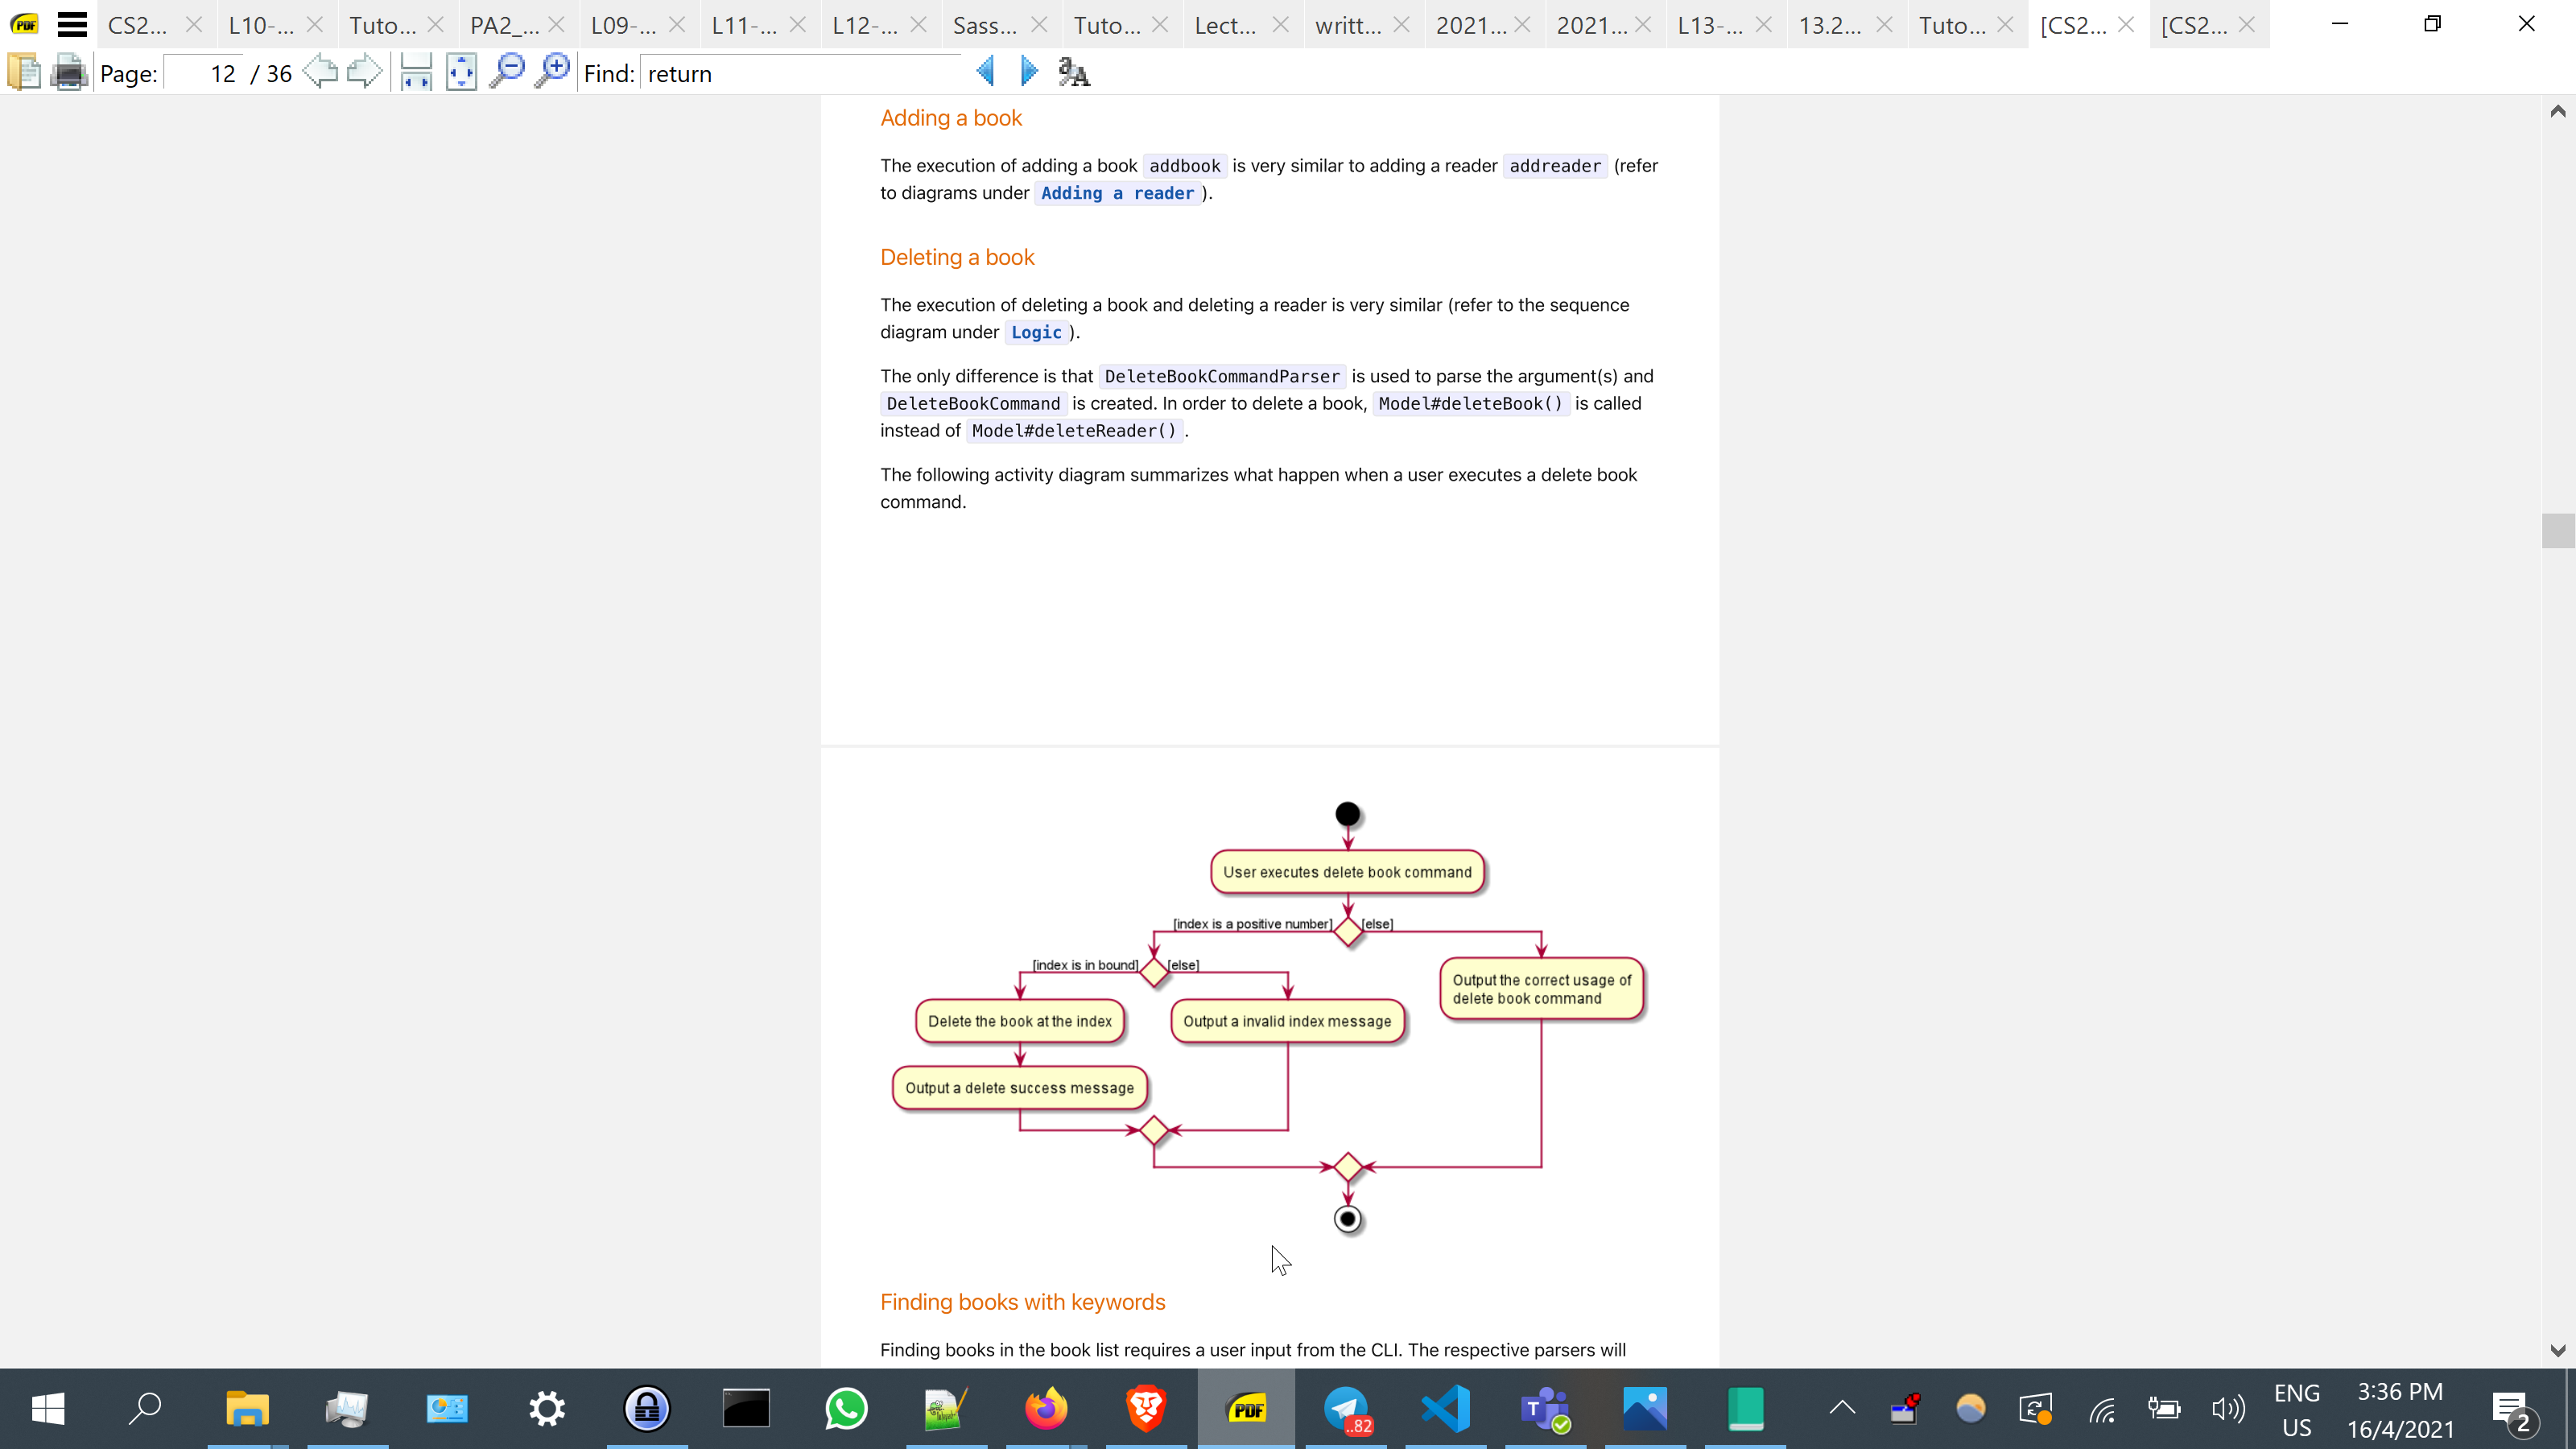 CS2... L10-... Tuto... PA2_... L09-... L11-... L12-... Sass... Tuto... Lect... writt... 2021... 2021... L13-... 13.2... Tuto... [CS2... [CS2...
Page: 12 / 36 Find: return
Adding a book
The execution of adding a book addbook is very similar to adding a reader addreader (refer
to diagrams under Adding a reader ).
Deleting a book
The execution of deleting a book and deleting a reader is very similar (refer to the sequence
diagram under Logic ).
The only difference is that DeleteBookCommandParser is used to parse the argument(s) and
DeleteBookCommand is created. In order to delete a book, Model#deleteBook() is called
instead of Model#deleteReader() .
The following activity diagram summarizes what happen when a user executes a delete book
command.
User executes delete book command
[index is a positive number] [else]
[index is in bound] [else]
Output the correct usage of
delete book command
Delete the book at the index
Output a invalid index message
Output a delete success message
Finding books with keywords
Finding books in the book list requires a user input from the CLI. The respective parsers will
PDF
..82
T
ENG
US
3:36 PM
16/4/2021
2